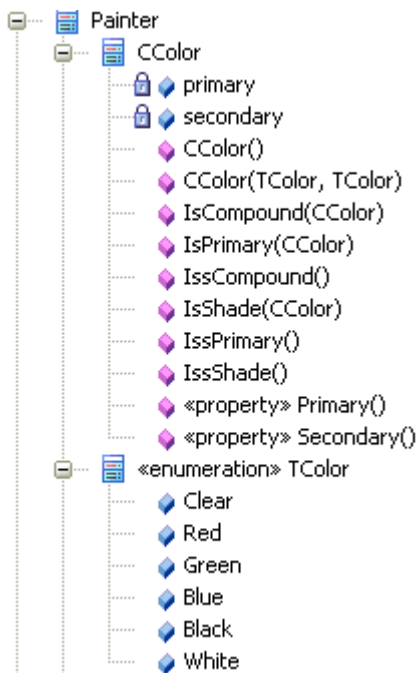 Painter
CColor
primary
secondary
CColor()
CColor(TColor, TColor)
IsCompound(CColor)
IsPrimary(CColor)
IssCompound()
IsShade(CColor)
IssPrimary()
IssShade()
«property» Primary()
«property» Secondary()
«enumeration» TColor
Clear
Red
Green
Blue
Black
White